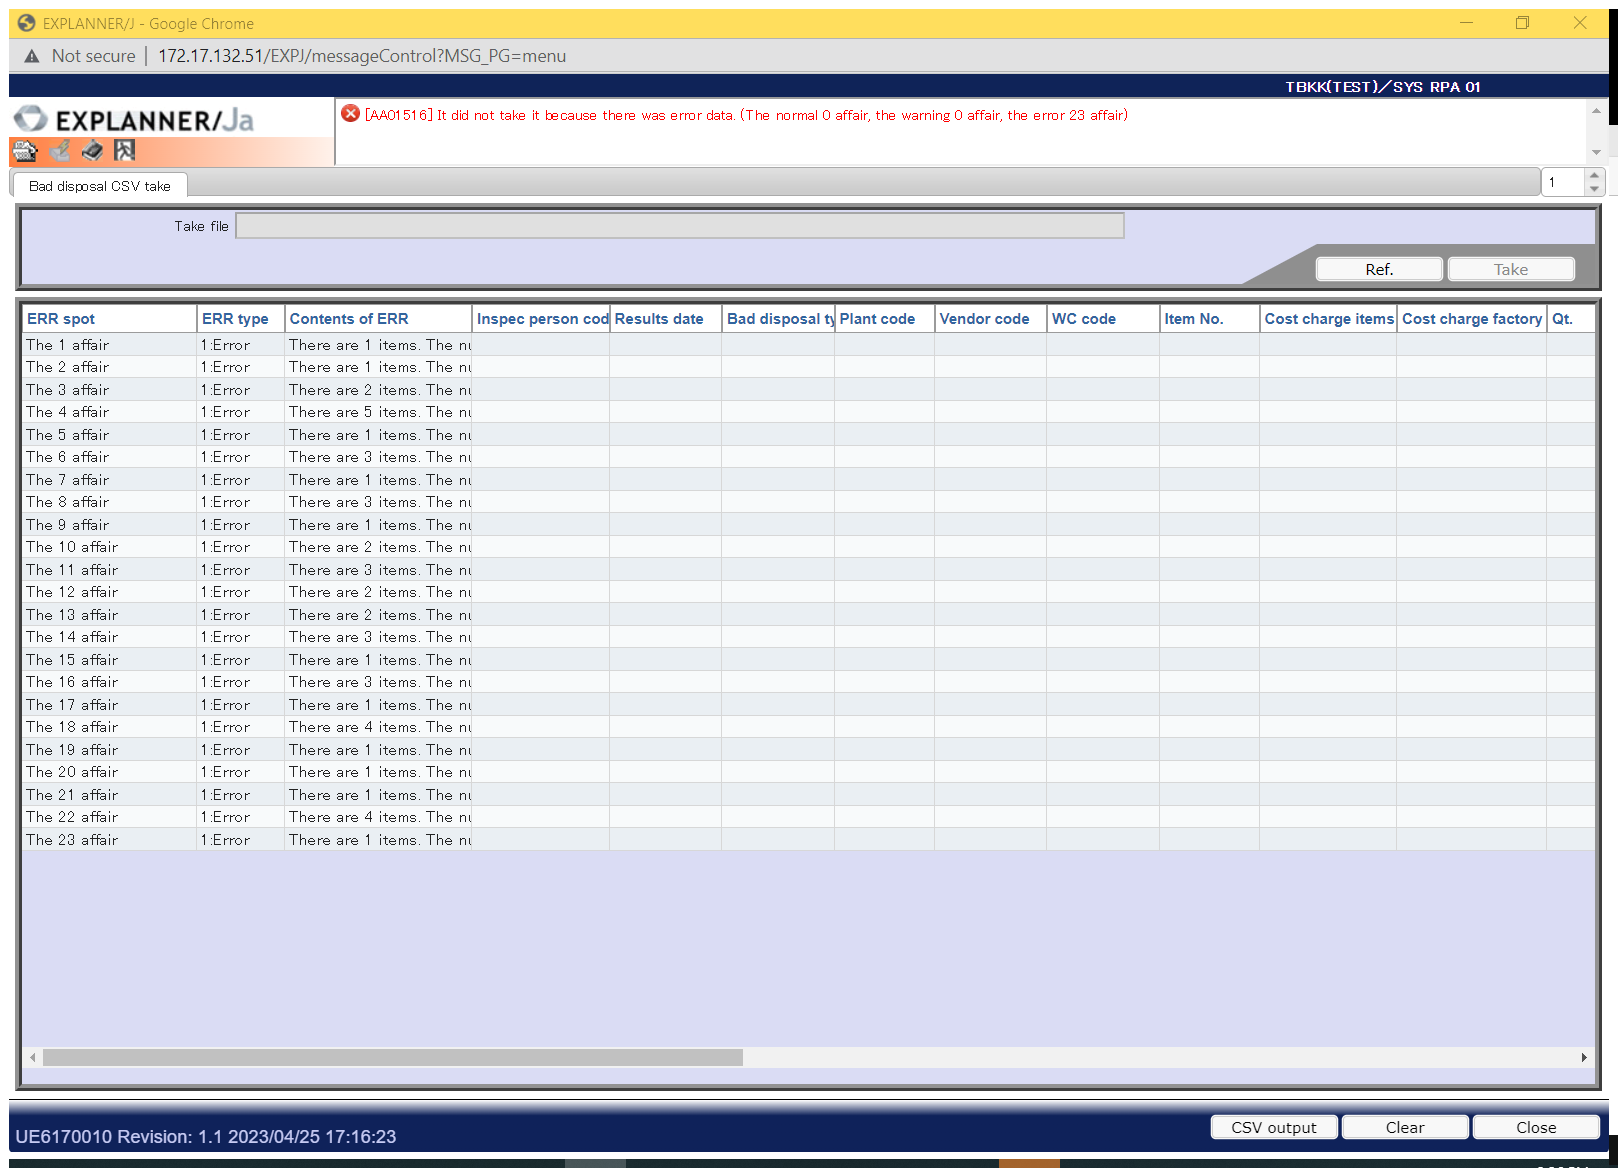 EXPLANNER/J - Google Chrome
Not secure | 172.17.132.51/EXPJ/messageControl?MSG_PG=menu
TBKK(TEST)／SYS RPA 01
EXPLANNER/Ja
[AA01516] It did not take it because there was error data. (The normal 0 affair, the warning 0 affair, the error 23 affair)
Bad disposal CSV take
1
Take file
Ref.
Take
ERR spot ERR type Contents of ERR Inspec person cod Results date Bad disposal ty Plant code Vendor code WC code Item No. Cost charge items Cost charge factory Qt.
The 1 affair 1:Error There are 1 items. The nu
The 2 affair 1:Error There are 1 items. The nu
The 3 affair 1:Error There are 2 items. The nu
The 4 affair 1:Error There are 5 items. The nu
The 5 affair 1:Error There are 1 items. The nu
The 6 affair 1:Error There are 3 items. The nu
The 7 affair 1:Error There are 1 items. The nu
The 8 affair 1:Error There are 3 items. The nu
The 9 affair 1:Error There are 1 items. The nu
The 10 affair 1:Error There are 2 items. The nu
The 11 affair 1:Error There are 3 items. The nu
The 12 affair 1:Error There are 2 items. The nu
The 13 affair 1:Error There are 2 items. The nu
The 14 affair 1:Error There are 3 items. The nu
The 15 affair 1:Error There are 1 items. The nu
The 16 affair 1:Error There are 3 items. The nu
The 17 affair 1:Error There are 1 items. The nu
The 18 affair 1:Error There are 4 items. The nu
The 19 affair 1:Error There are 1 items. The nu
The 20 affair 1:Error There are 1 items. The nu
The 21 affair 1:Error There are 1 items. The nu
The 22 affair 1:Error There are 4 items. The nu
The 23 affair 1:Error There are 1 items. The nu
UE6170010 Revision: 1.1 2023/04/25 17:16:23
CSV output
Clear
Close